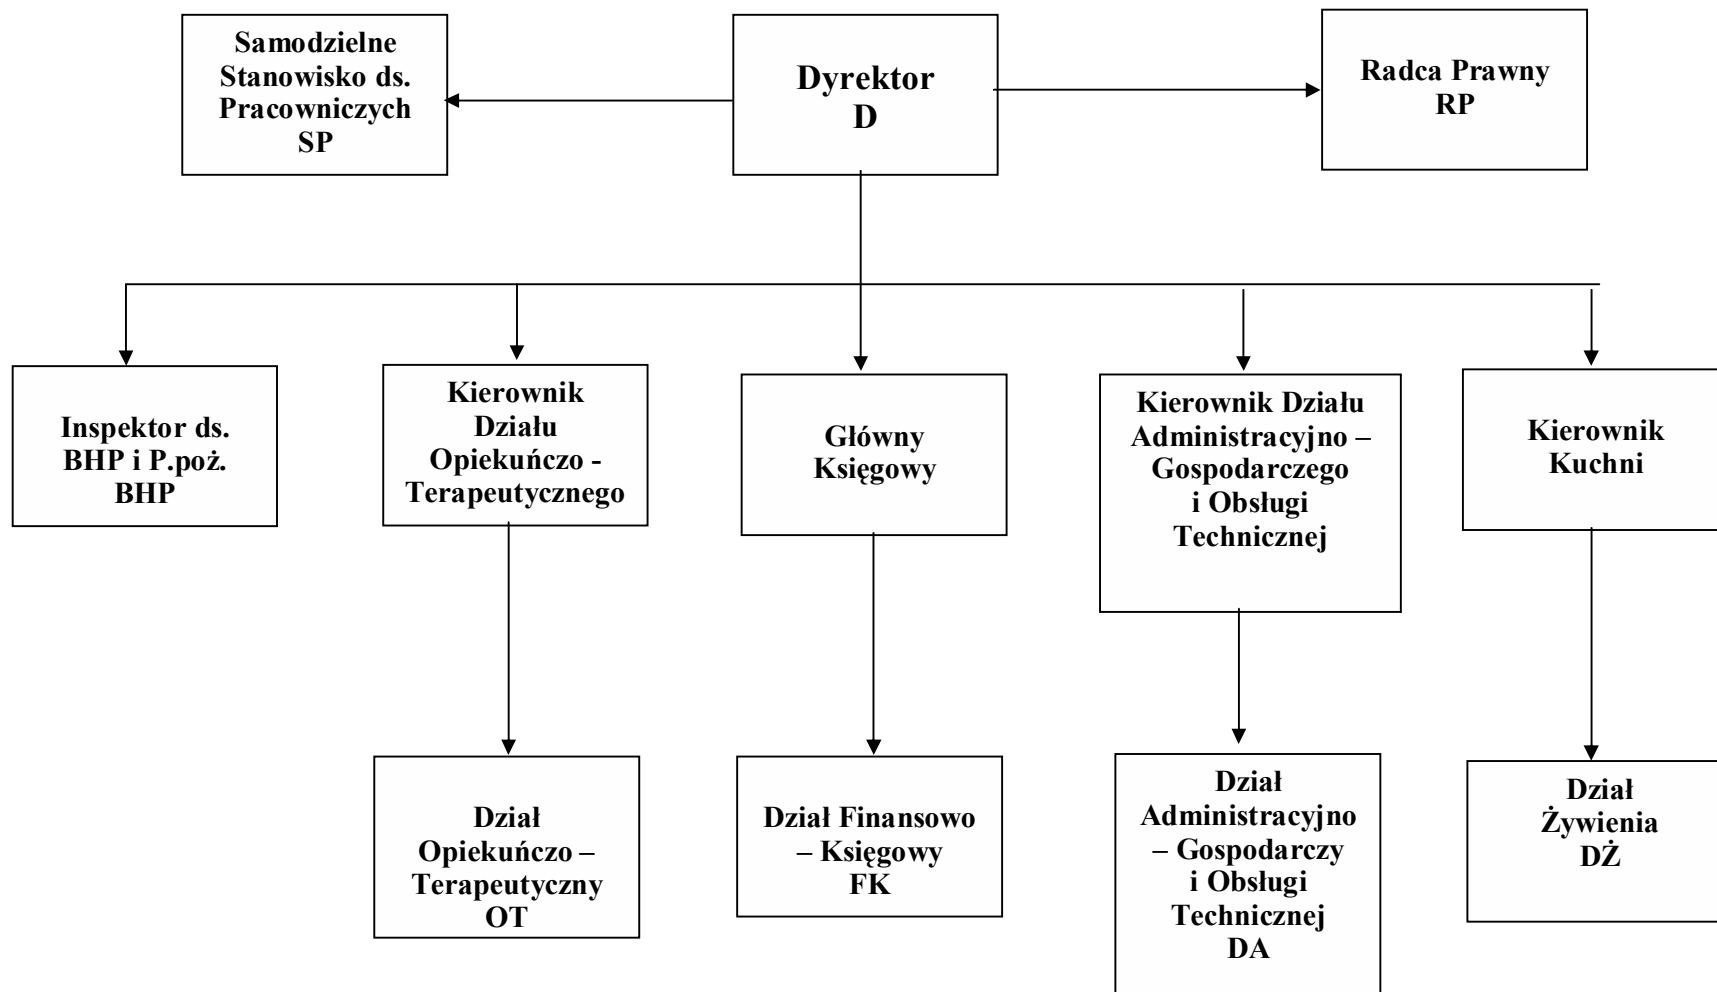 Samodzielne
Stanowisko ds.
Pracowniczych
SP
Dyrektor
D
Radca Prawny
RP
Inspektor ds.
BHP i P.poż.
BHP
Kierownik
Działu
Opiekuńczo -
Terapeutycznego
Główny
Księgowy
Kierownik Działu
Administracyjno –
Gospodarczego
i Obsługi
Technicznej
Kierownik
Kuchni
Dział
Opiekuńczo –
Terapeutyczny
OT
Dział Finansowo
– Księgowy
FK
Dział
Administracyjno
– Gospodarczy
i Obsługi
Technicznej
DA
Dział
Żywienia
DŻ